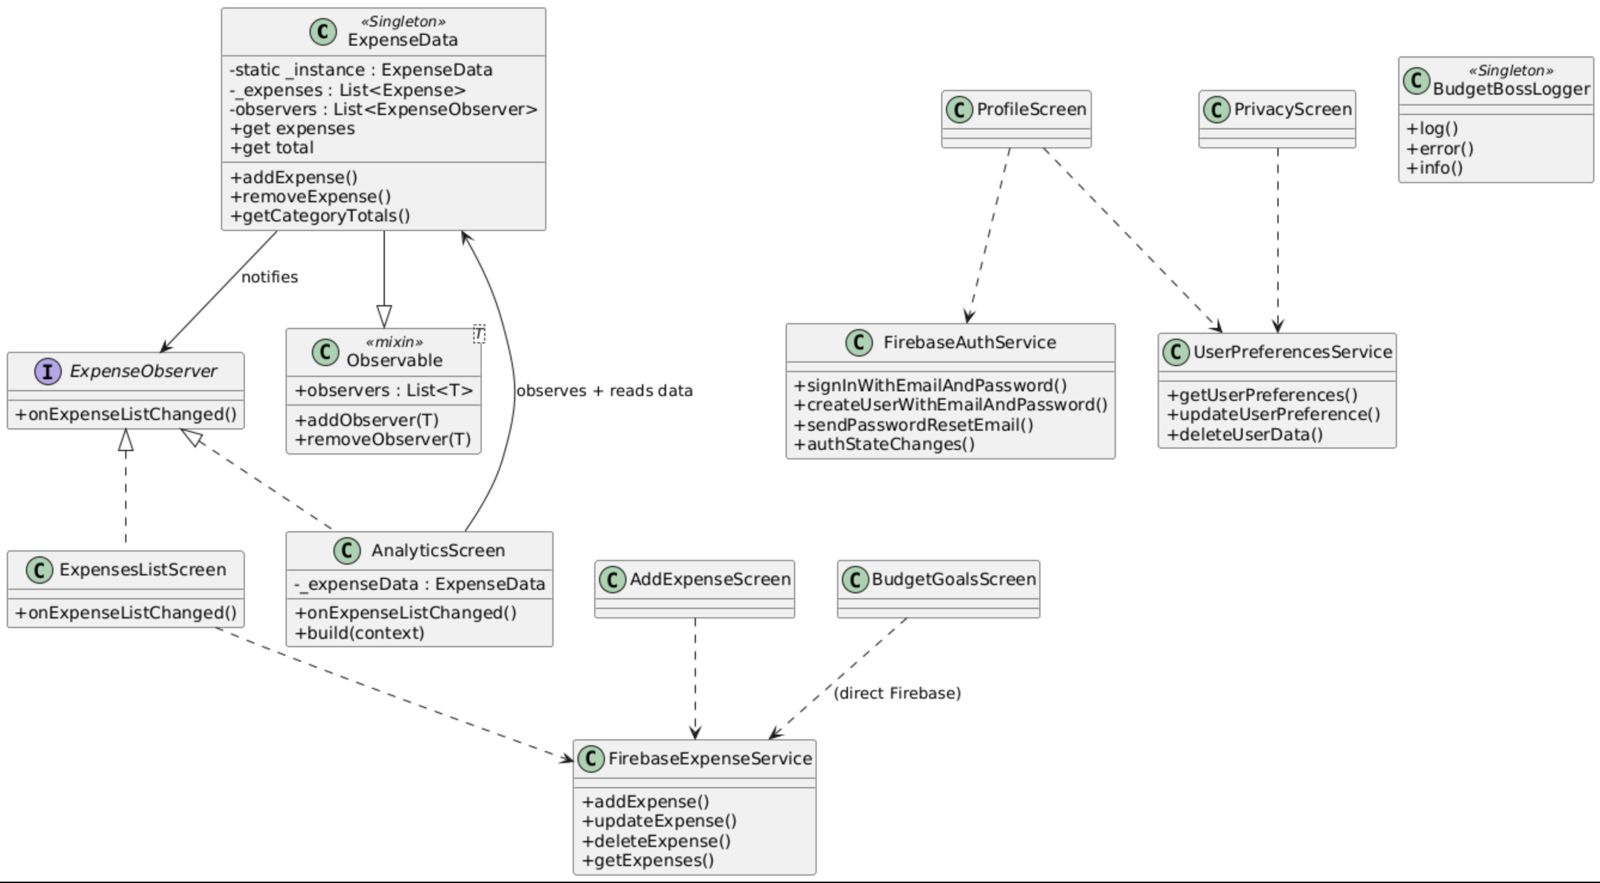 C
«Singleton»
ExpenseData
-static _instance : ExpenseData
-_expenses : List<Expense>
-observers : List<ExpenseObserver>
+get expenses
+get total
+addExpense()
+removeExpense()
+getCategoryTotals()
C
ProfileScreen
C
PrivacyScreen
C
«Singleton»
BudgetBossLogger
+log()
+error()
+info()
notifies
I
ExpenseObserver
+onExpenseListChanged()
C
«mixin»
Observable
T
+observers : List<T>
+addObserver(T)
+removeObserver(T)
observes + reads data
C
FirebaseAuthService
+signInWithEmailAndPassword()
+createUserWithEmailAndPassword()
+sendPasswordResetEmail()
+authStateChanges()
C
UserPreferencesService
+getUserPreferences()
+updateUserPreference()
+deleteUserData()
C
ExpensesListScreen
+onExpenseListChanged()
C
AnalyticsScreen
-_expenseData : ExpenseData
+onExpenseListChanged()
+build(context)
C
AddExpenseScreen
C
BudgetGoalsScreen
(direct Firebase)
C
FirebaseExpenseService
+addExpense()
+updateExpense()
+deleteExpense()
+getExpenses()